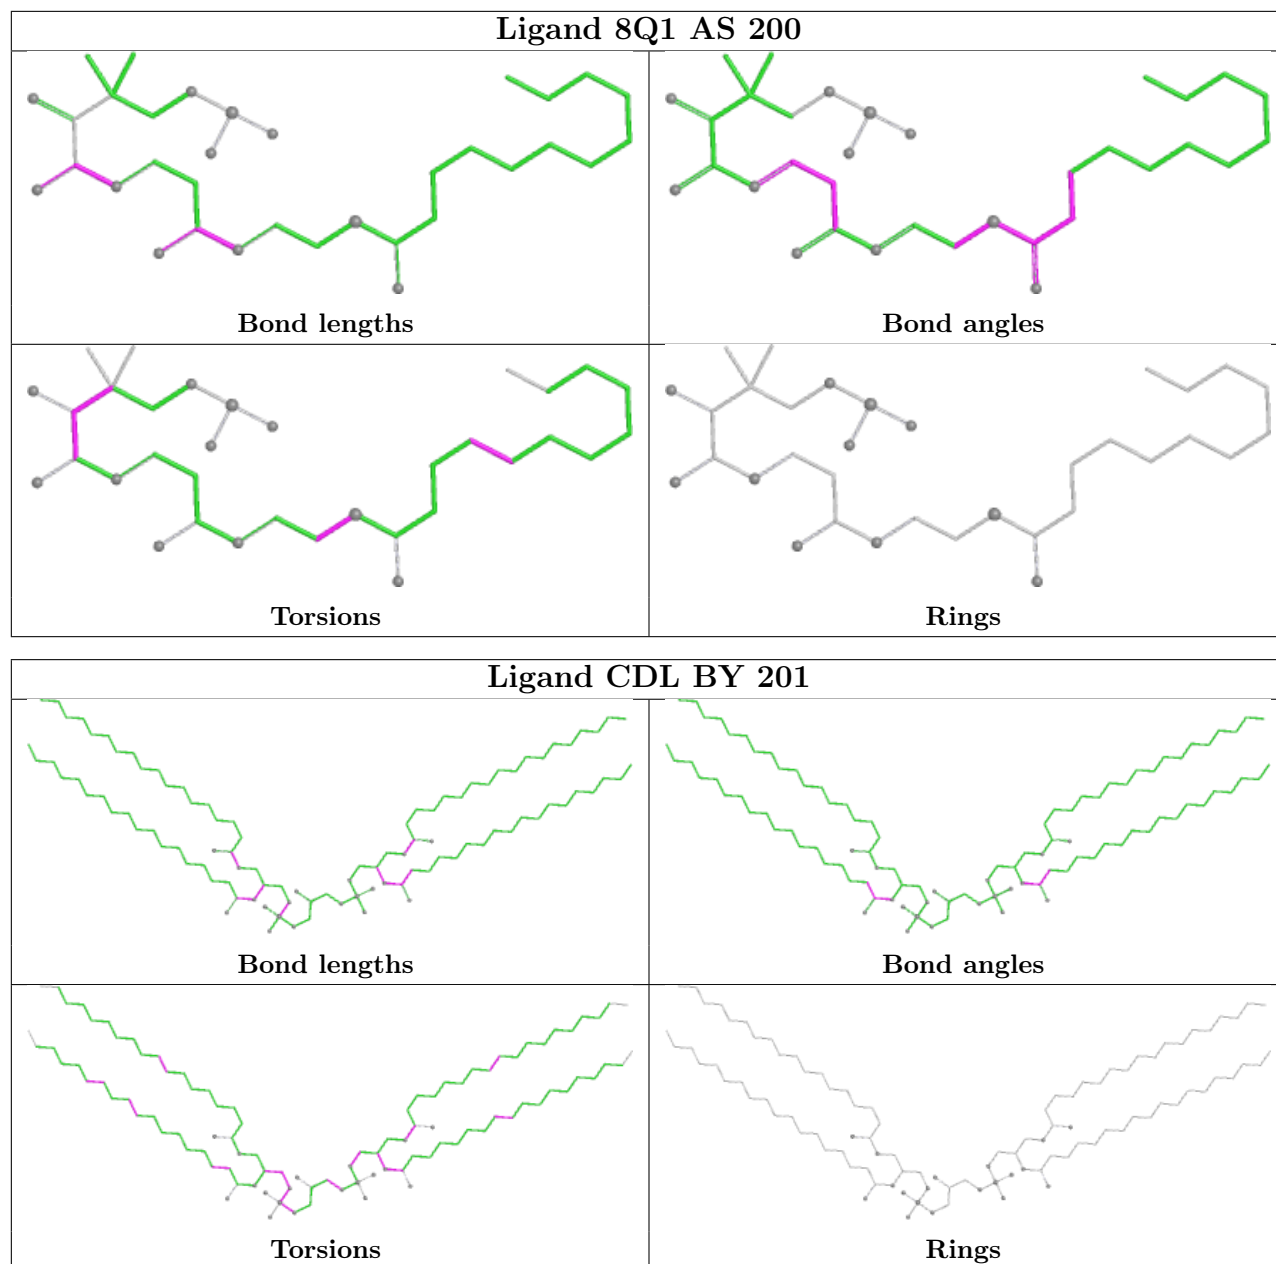 Ligand 8Q1 AS 200
Bond lengths
Bond angles
Torsions
Rings
Ligand CDL BY 201
Bond lengths
Bond angles
Torsions
Rings